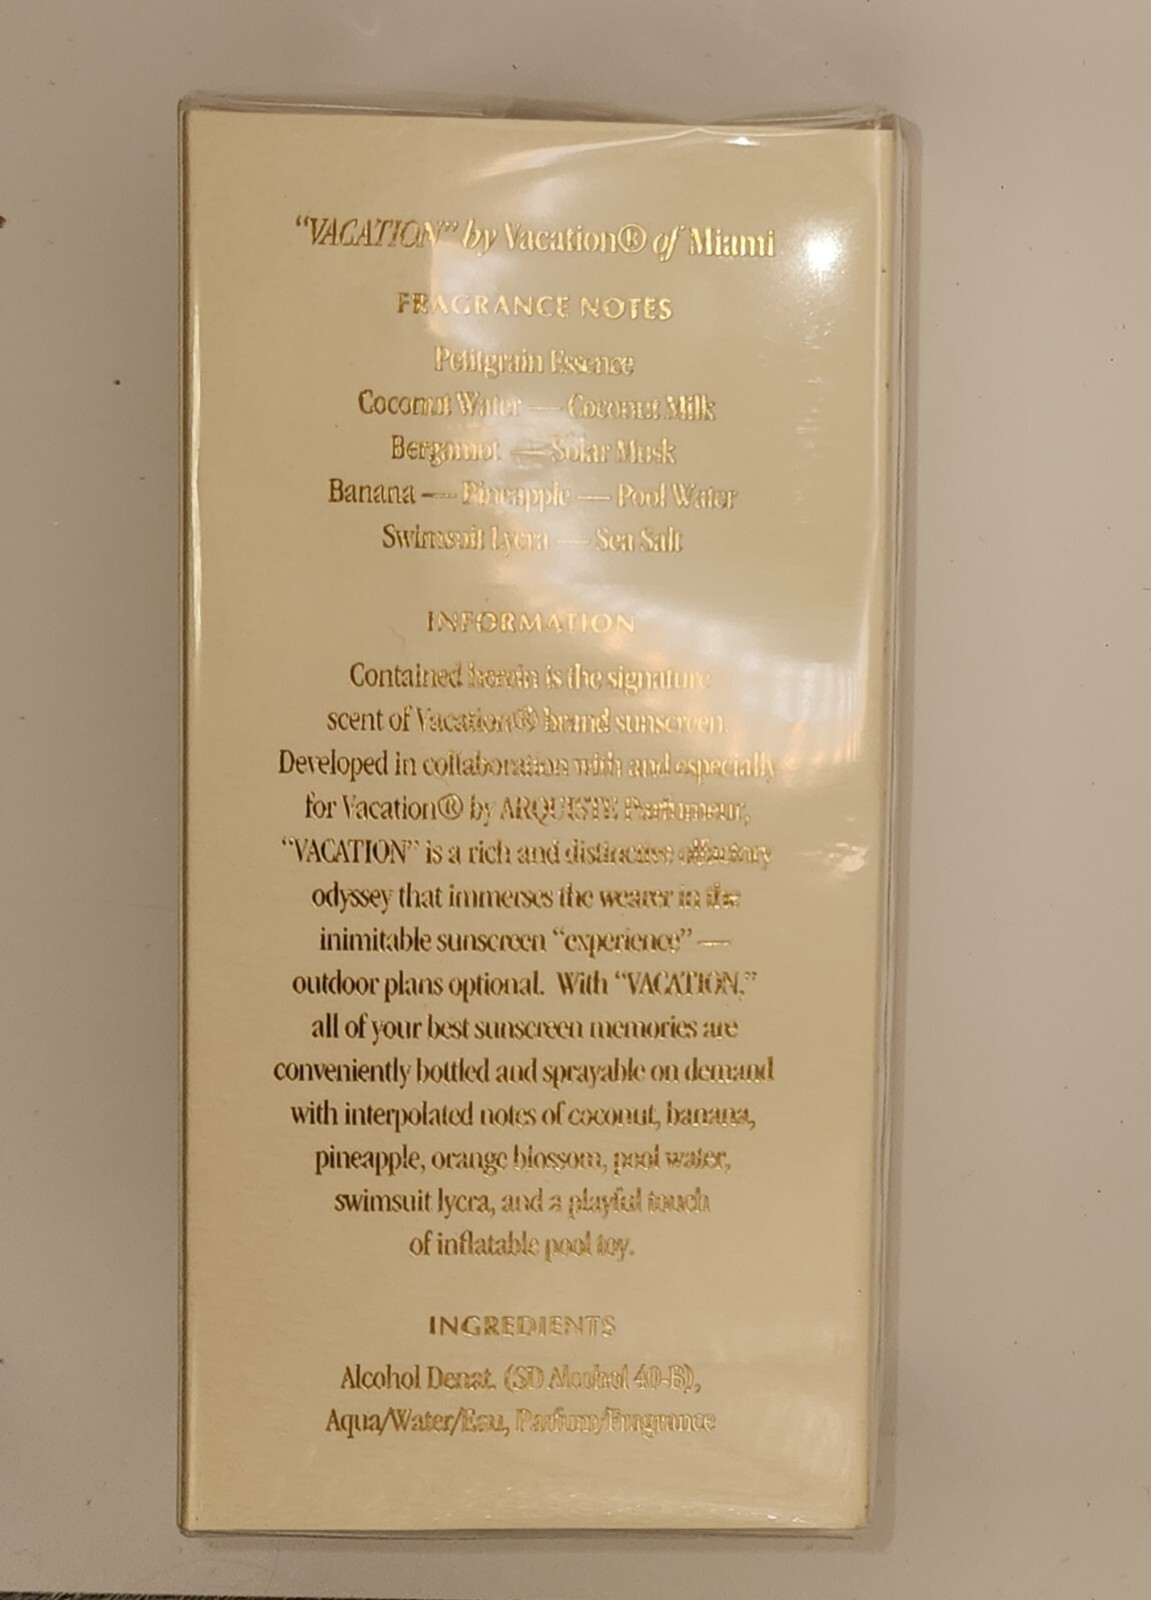 “VACATION” by Vacation® of Miami
FRAGRANCE NOTES
Petitgrain Essence
Coconut Water — Coconut Milk
Bergamot — Solar Musk
Banana — Pineapple — Pool Water
Swimsuit Lycra — Sea Salt
INFORMATION
Contained herein is the signature
scent of Vacation® brand sunscreen.
Developed in collaboration with and especially
for Vacation® by ARQUISTE Parfumeur,
“VACATION” is a rich and distinctive olfactory
odyssey that immerses the wearer in the
inimitable sunscreen “experience” —
outdoor plans optional. With “VACATION,”
all of your best sunscreen memories are
conveniently bottled and sprayable on demand
with interpolated notes of coconut, banana,
pineapple, orange blossom, pool water,
swimsuit lycra, and a playful touch
of inflatable pool toy.
INGREDIENTS
Alcohol Denat. (SD Alcohol 40-B),
Aqua/Water/Eau, Parfum/Fragrance